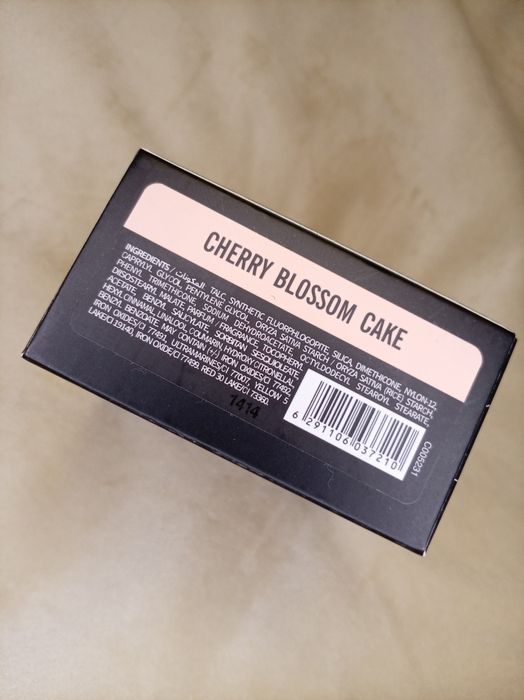 CHERRY BLOSSOM CAKE
INGREDIENTS / المكونات: TALC, SYNTHETIC FLUORPHLOGOPITE, SILICA, DIMETHICONE, NYLON-12,
CAPRYLYL GLYCOL, PENTYLENE GLYCOL, ORYZA SATIVA STARCH / ORYZA SATIVA (RICE) STARCH,
PHENYL TRIMETHICONE, SODIUM DEHYDROACETATE, OCTYLDODECYL STEAROYL STEARATE,
DIISOSTEARYL MALATE, PARFUM / FRAGRANCE, TOCOPHERYL
ACETATE, BENZYL SALICYLATE, SORBITAN SESQUIOLEATE,
HEXYL CINNAMAL, LINALOOL, COUMARIN, HYDROXYCITRONELLAL,
BENZYL BENZOATE, MAY CONTAIN (+/-) IRON OXIDES/CI 77492,
IRON OXIDES/CI 77491, ULTRAMARINES/CI 77007, YELLOW 5
LAKE/CI 19140, IRON OXIDE/CI 77499, RED 30 LAKE/CI 73360.
1414
6 291106 037210
C005231